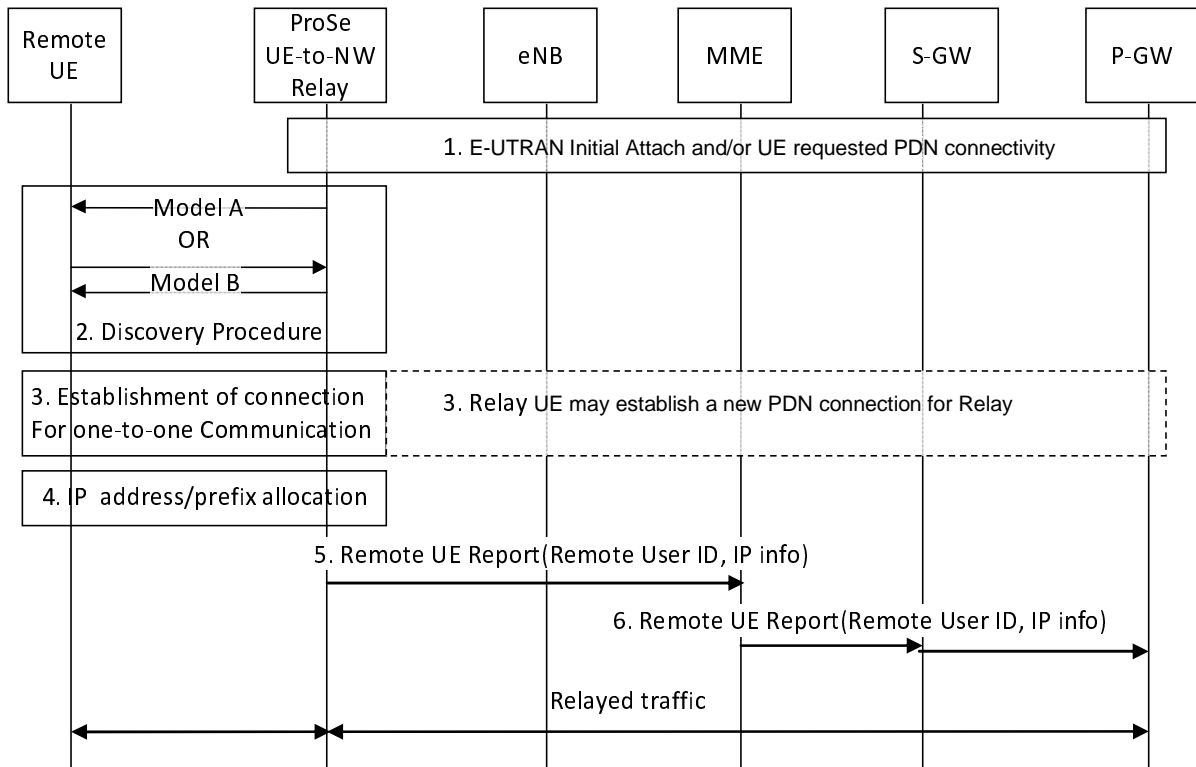 Remote
UE
ProSe
UE-to-NW
Relay
eNB
MME
S-GW
P-GW
1. E-UTRAN Initial Attach and/or UE requested PDN connectivity
Model A
OR
Model B
2. Discovery Procedure
3. Establishment of connection
For one-to-one Communication
3. Relay UE may establish a new PDN connection for Relay
4. IP address/prefix allocation
5. Remote UE Report(Remote User ID, IP info)
6. Remote UE Report(Remote User ID, IP info)
Relayed traffic